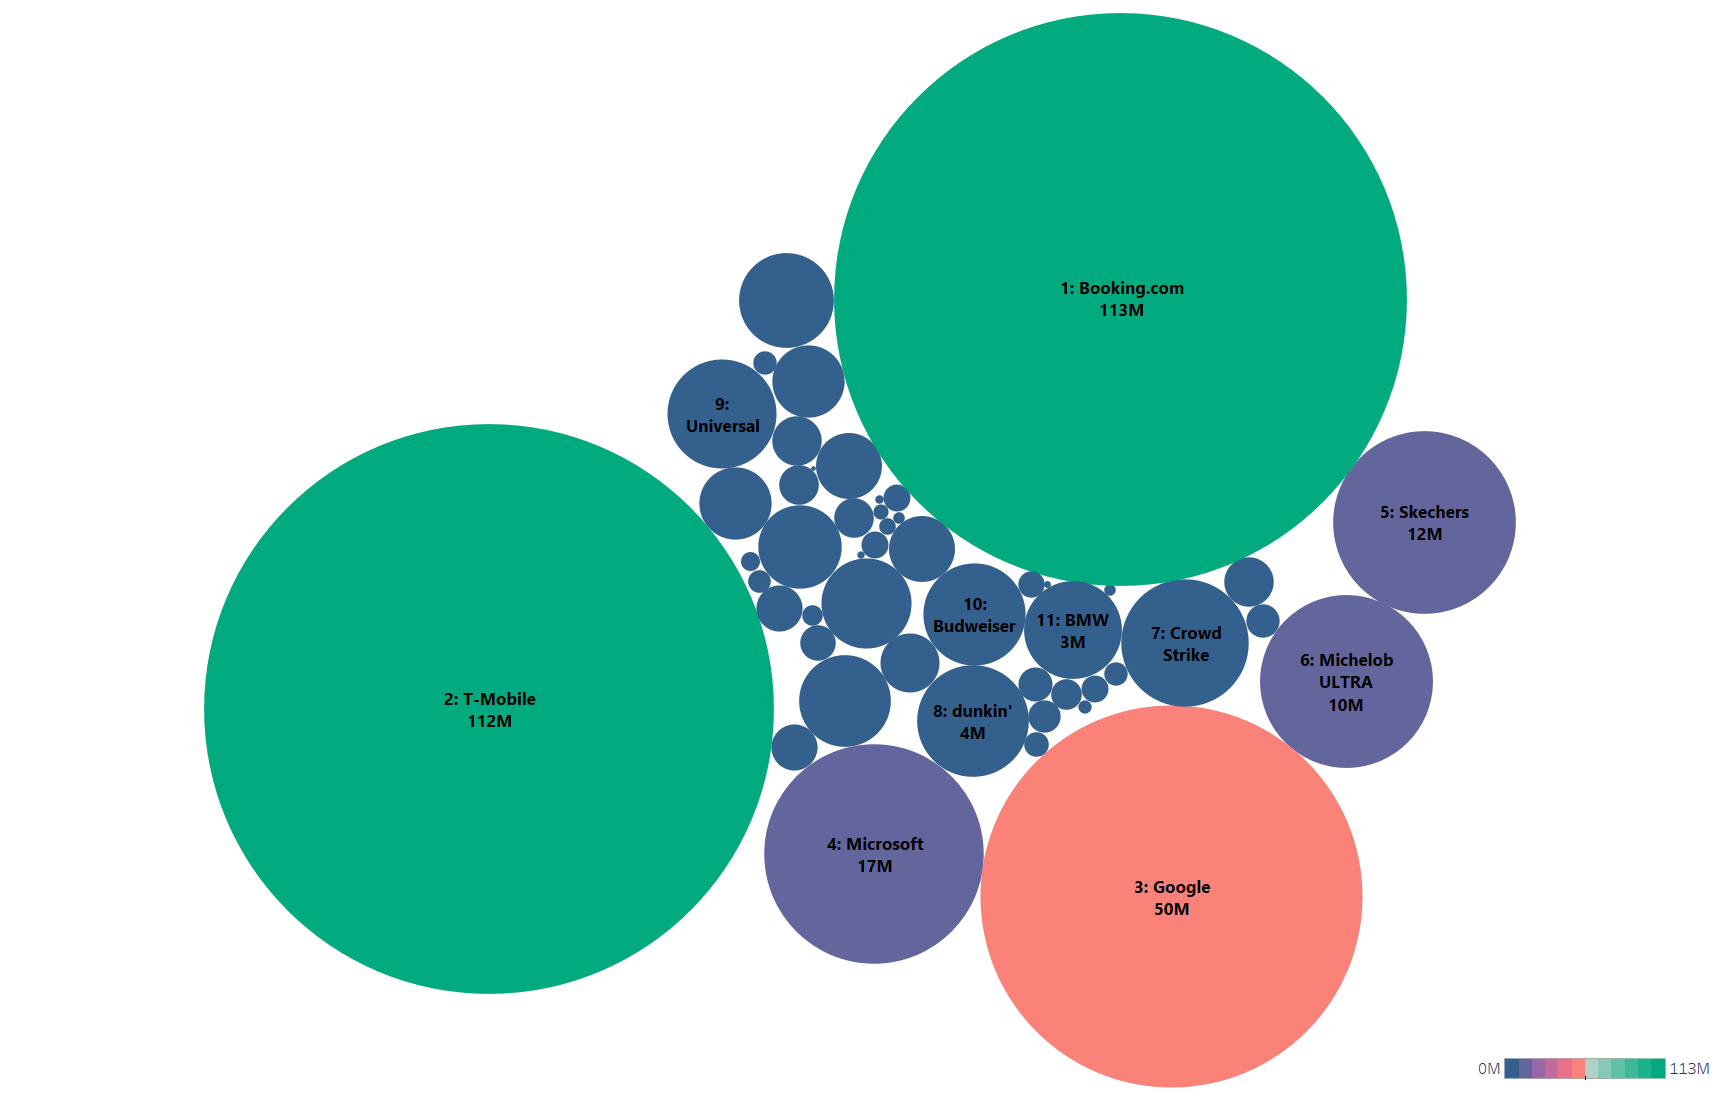 1: Booking.com
113M
9:
Universal
5: Skechers
12M
10:
Budweiser
11: BMW
3M
7: Crowd
Strike
6: Michelob
ULTRA
10M
2: T-Mobile
112M
8: dunkin'
4M
4: Microsoft
17M
3: Google
50M
0M 113M